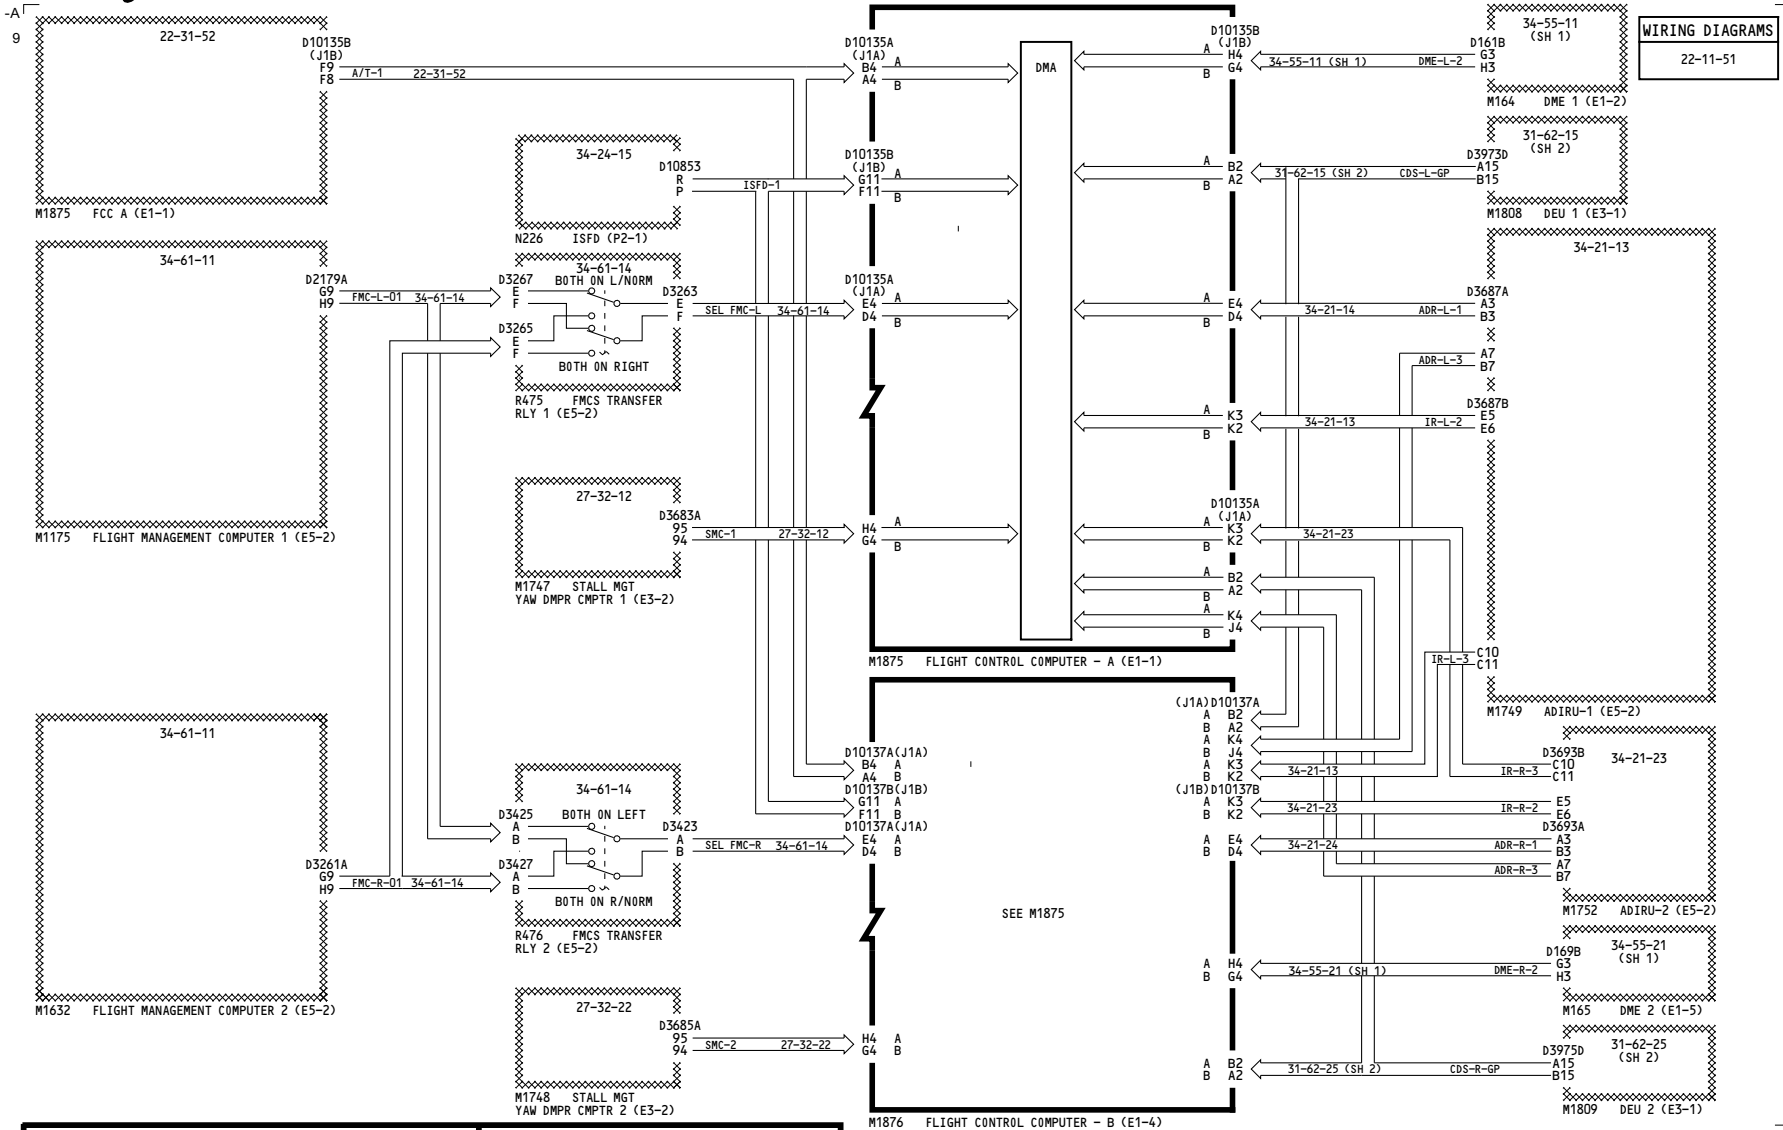 -A
9
WIRING DIAGRAMS
22-11-51
22-31-52
D10135B
(J1B)
F9
F8
A/T-1 22-31-52
M1875 FCC A (E1-1)
34-61-11
D2179A
G9
H9
FMC-L-01 34-61-14
M1175 FLIGHT MANAGEMENT COMPUTER 1 (E5-2)
34-61-11
D3261A
G9
H9
FMC-R-01 34-61-14
M1632 FLIGHT MANAGEMENT COMPUTER 2 (E5-2)
34-24-15
D10853
R
P
ISFD-1
N226 ISFD (P2-1)
34-61-14
BOTH ON L/NORM
D3267
E
F
D3265
E
F
D3263
E
F
BOTH ON RIGHT
SEL FMC-L 34-61-14
R475 FMCS TRANSFER
RLY 1 (E5-2)
27-32-12
D3683A
95
94
SMC-1 27-32-12
M1747 STALL MGT
YAW DMPR CMPTR 1 (E3-2)
34-61-14
BOTH ON LEFT
D3425
A
B
D3427
A
B
D3423
A
B
BOTH ON R/NORM
SEL FMC-R 34-61-14
R476 FMCS TRANSFER
RLY 2 (E5-2)
27-32-22
D3685A
95
94
SMC-2 27-32-22
M1748 STALL MGT
YAW DMPR CMPTR 2 (E3-2)
D10135A
(J1A)
B4 A
A4 B
D10135B
(J1B)
G11 A
F11 B
D10135A
(J1A)
E4 A
D4 B
H4 A
G4 B
DMA
D10135B
(J1B)
A H4
B G4
34-55-11 (SH 1) DME-L-2
A B2
B A2
31-62-15 (SH 2) CDS-L-GP
A E4
B D4
34-21-14 ADR-L-1
A K3
B K2
34-21-13 IR-L-2
D10135A
(J1A)
A K3
B K2
34-21-23
A B2
B A2
A K4
B J4
M1875 FLIGHT CONTROL COMPUTER - A (E1-1)
D10137A(J1A)
B4 A
A4 B
D10137B(J1B)
G11 A
F11 B
D10137A(J1A)
E4 A
D4 B
H4 A
G4 B
SEE M1875
(J1A)D10137A
A B2
B A2
A K4
B J4
A K3
B K2
34-21-13
(J1B)D10137B
A K3
B K2
34-21-23 IR-R-2
A E4
B D4
34-21-24 ADR-R-1
A H4
B G4
34-55-21 (SH 1) DME-R-2
A B2
B A2
31-62-25 (SH 2) CDS-R-GP
M1876 FLIGHT CONTROL COMPUTER - B (E1-4)
34-55-11
(SH 1)
D161B
G3
H3
M164 DME 1 (E1-2)
31-62-15
(SH 2)
D3973D
A15
B15
M1808 DEU 1 (E3-1)
34-21-13
D3687A
A3
B3
A7
B7
ADR-L-3
D3687B
E5
E6
C10
C11
IR-L-3
M1749 ADIRU-1 (E5-2)
34-21-23
D3693B
C10
C11
IR-R-3
E5
E6
D3693A
A3
B3
A7
B7
ADR-R-3
M1752 ADIRU-2 (E5-2)
34-55-21
(SH 1)
D169B
G3
H3
M165 DME 2 (E1-5)
31-62-25
(SH 2)
D3975D
A15
B15
M1809 DEU 2 (E3-1)